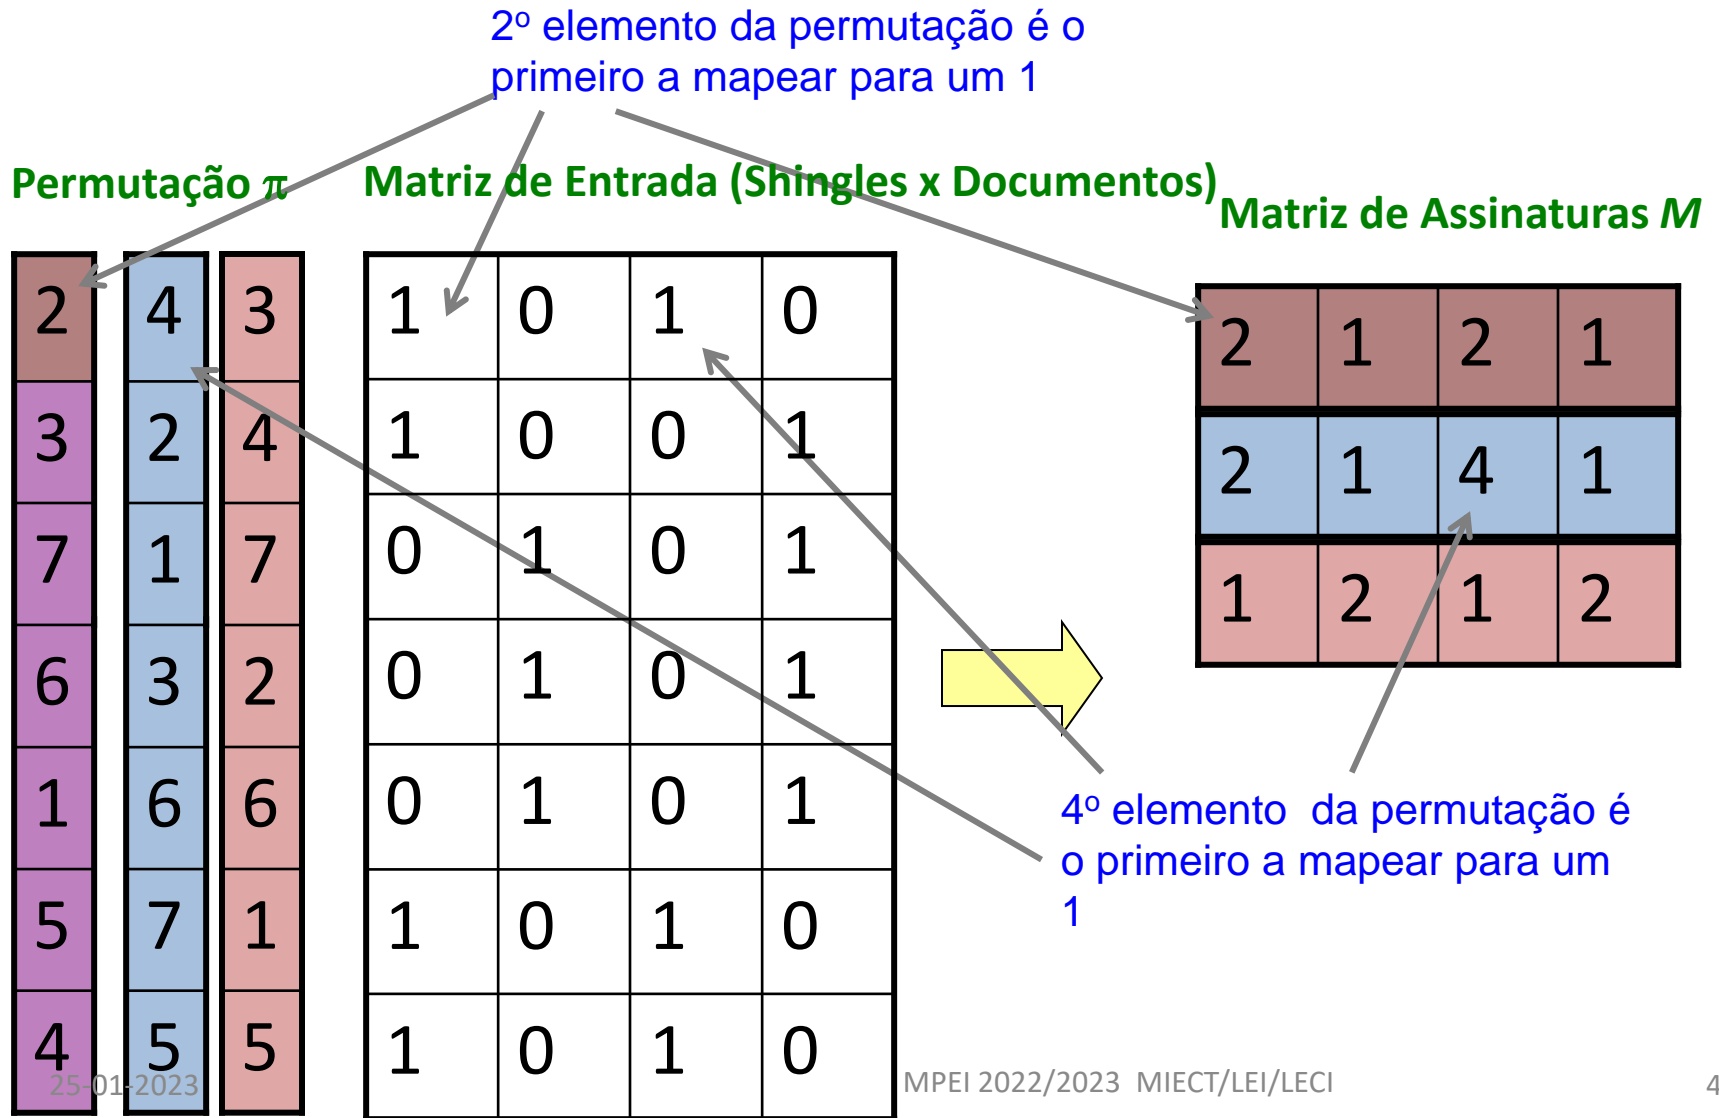 2º elemento da permutação é o
primeiro a mapear para um 1
Permutação π
Matriz de Entrada (Shingles x Documentos)
Matriz de Assinaturas M
2 4 3 1 0 1 0
3 2 4 1 0 0 1
7 1 7 0 1 0 1
6 3 2 0 1 0 1
1 6 6 0 1 0 1
5 7 1 1 0 1 0
4 5 5 1 0 1 0
2 1 2 1
2 1 4 1
1 2 1 2
4º elemento da permutação é
o primeiro a mapear para um
1
25-01-2023
MPEI 2022/2023 MIECT/LEI/LECI
4